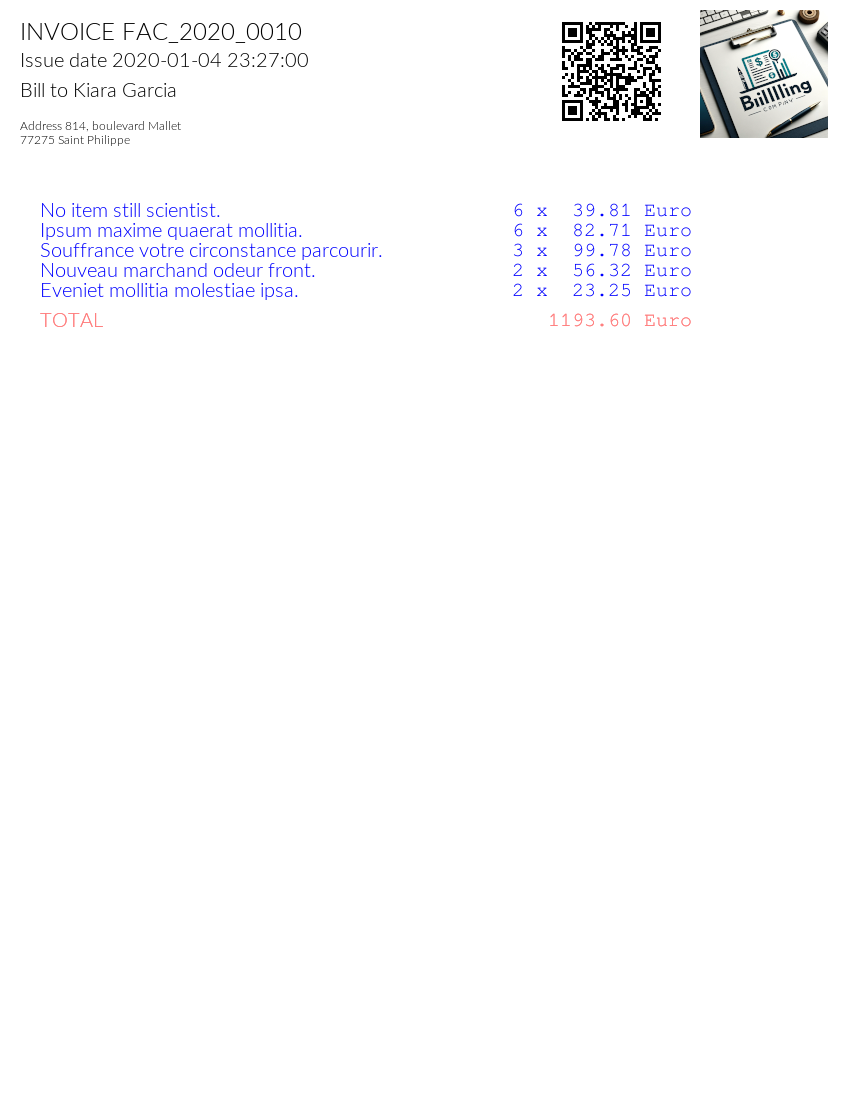 INVOICE FAC_2020_0010
Issue date 2020-01-04 23:27:00
Bill to Kiara Garcia
Address 814, boulevard Mallet
77275 Saint Philippe
Biillling
COMPANY
No item still scientist. 6 x 39.81 Euro
Ipsum maxime quaerat mollitia. 6 x 82.71 Euro
Souffrance votre circonstance parcourir. 3 x 99.78 Euro
Nouveau marchand odeur front. 2 x 56.32 Euro
Eveniet mollitia molestiae ipsa. 2 x 23.25 Euro
TOTAL 1193.60 Euro